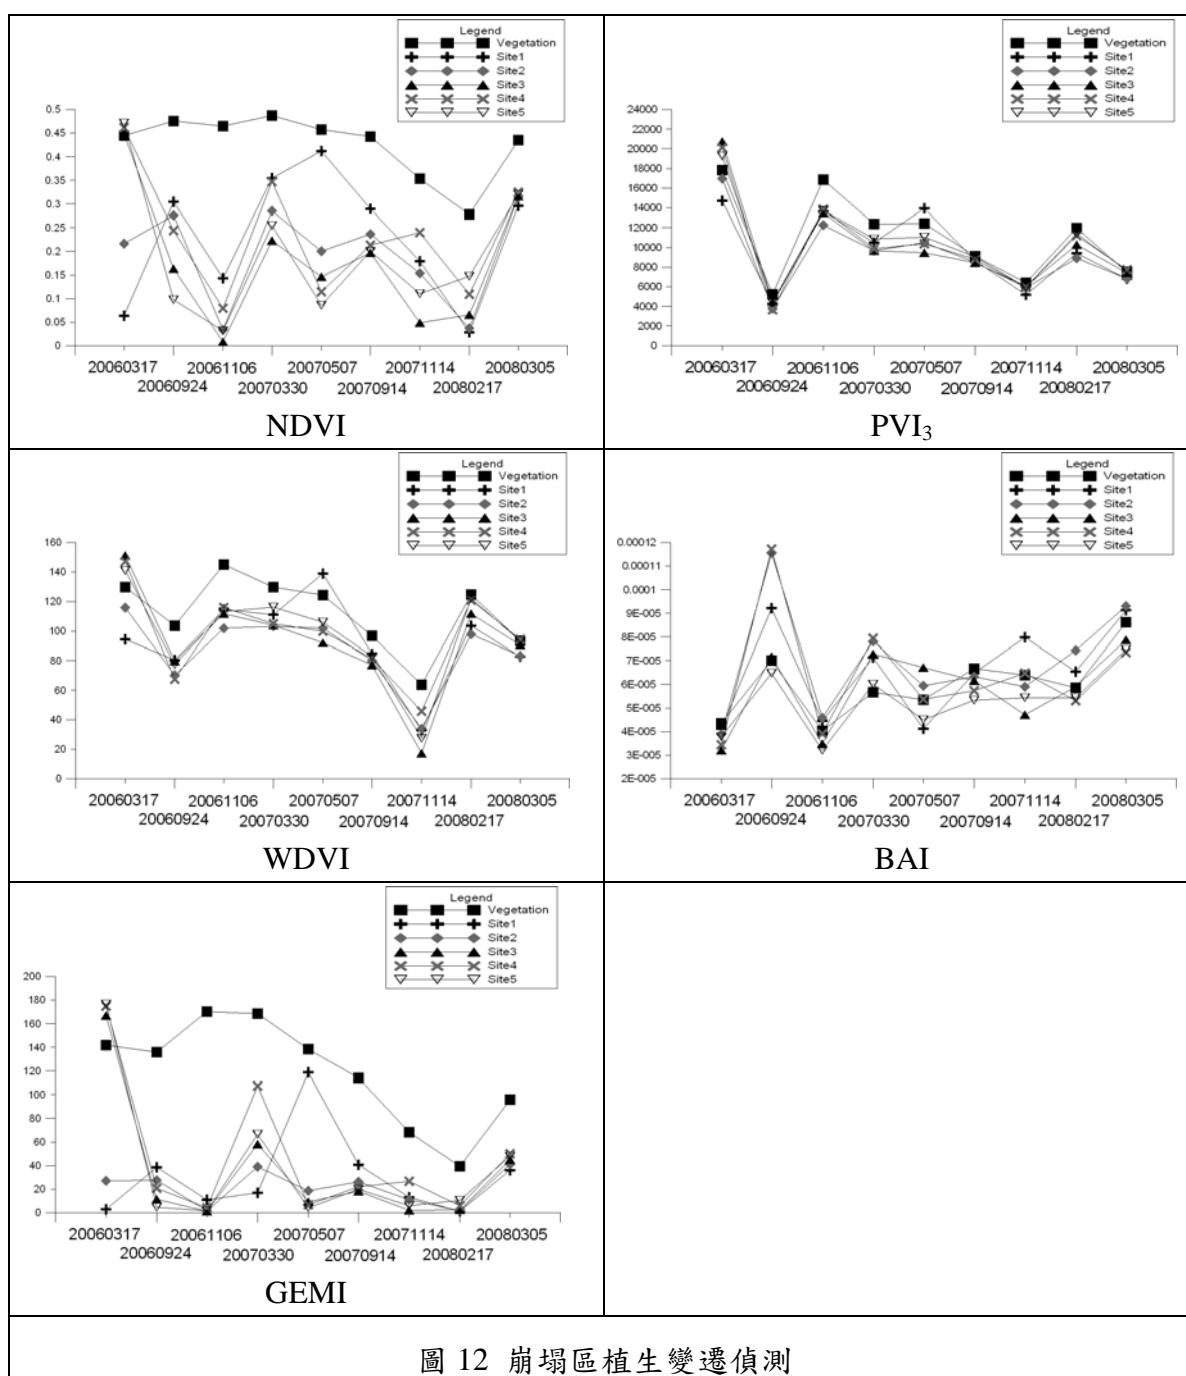 Legend
Vegetation
Site1
Site2
Site3
Site4
Site5
0.5
0.45
0.4
0.35
0.3
0.25
0.2
0.15
0.1
0.05
0
20060317 20061106 20070507 20071114 20080305
20060924 20070330 20070914 20080217
NDVI
Legend
Vegetation
Site1
Site2
Site3
Site4
Site5
24000
22000
20000
18000
16000
14000
12000
10000
8000
6000
4000
2000
0
20060317 20061106 20070507 20071114 20080305
20060924 20070330 20070914 20080217
PVI₃
Legend
Vegetation
Site1
Site2
Site3
Site4
Site5
160
140
120
100
80
60
40
20
0
20060317 20061106 20070507 20071114 20080305
20060924 20070330 20070914 20080217
WDVI
Legend
Vegetation
Site1
Site2
Site3
Site4
Site5
0.00012
0.00011
0.0001
9E-005
8E-005
7E-005
6E-005
5E-005
4E-005
3E-005
2E-005
20060317 20061106 20070507 20071114 20080305
20060924 20070330 20070914 20080217
BAI
Legend
Vegetation
Site1
Site2
Site3
Site4
Site5
200
180
160
140
120
100
80
60
40
20
0
20060317 20061106 20070507 20071114 20080305
20060924 20070330 20070914 20080217
GEMI
圖 12 崩塌區植生變遷偵測